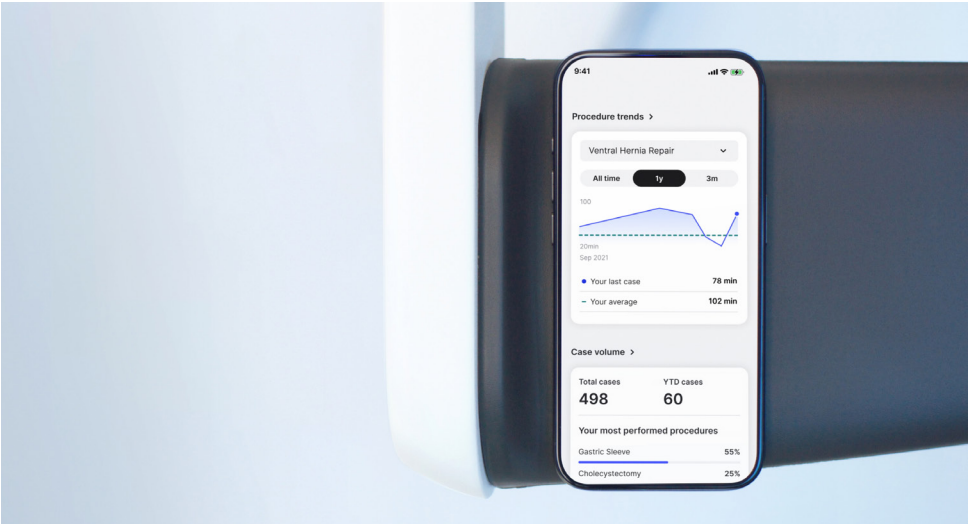 9:41
Procedure trends >
Ventral Hernia Repair
All time 1y 3m
100
20min
Sep 2021
Your last case 78 min
Your average 102 min
Case volume >
Total cases YTD cases
498 60
Your most performed procedures
Gastric Sleeve 55%
Cholecystectomy 25%